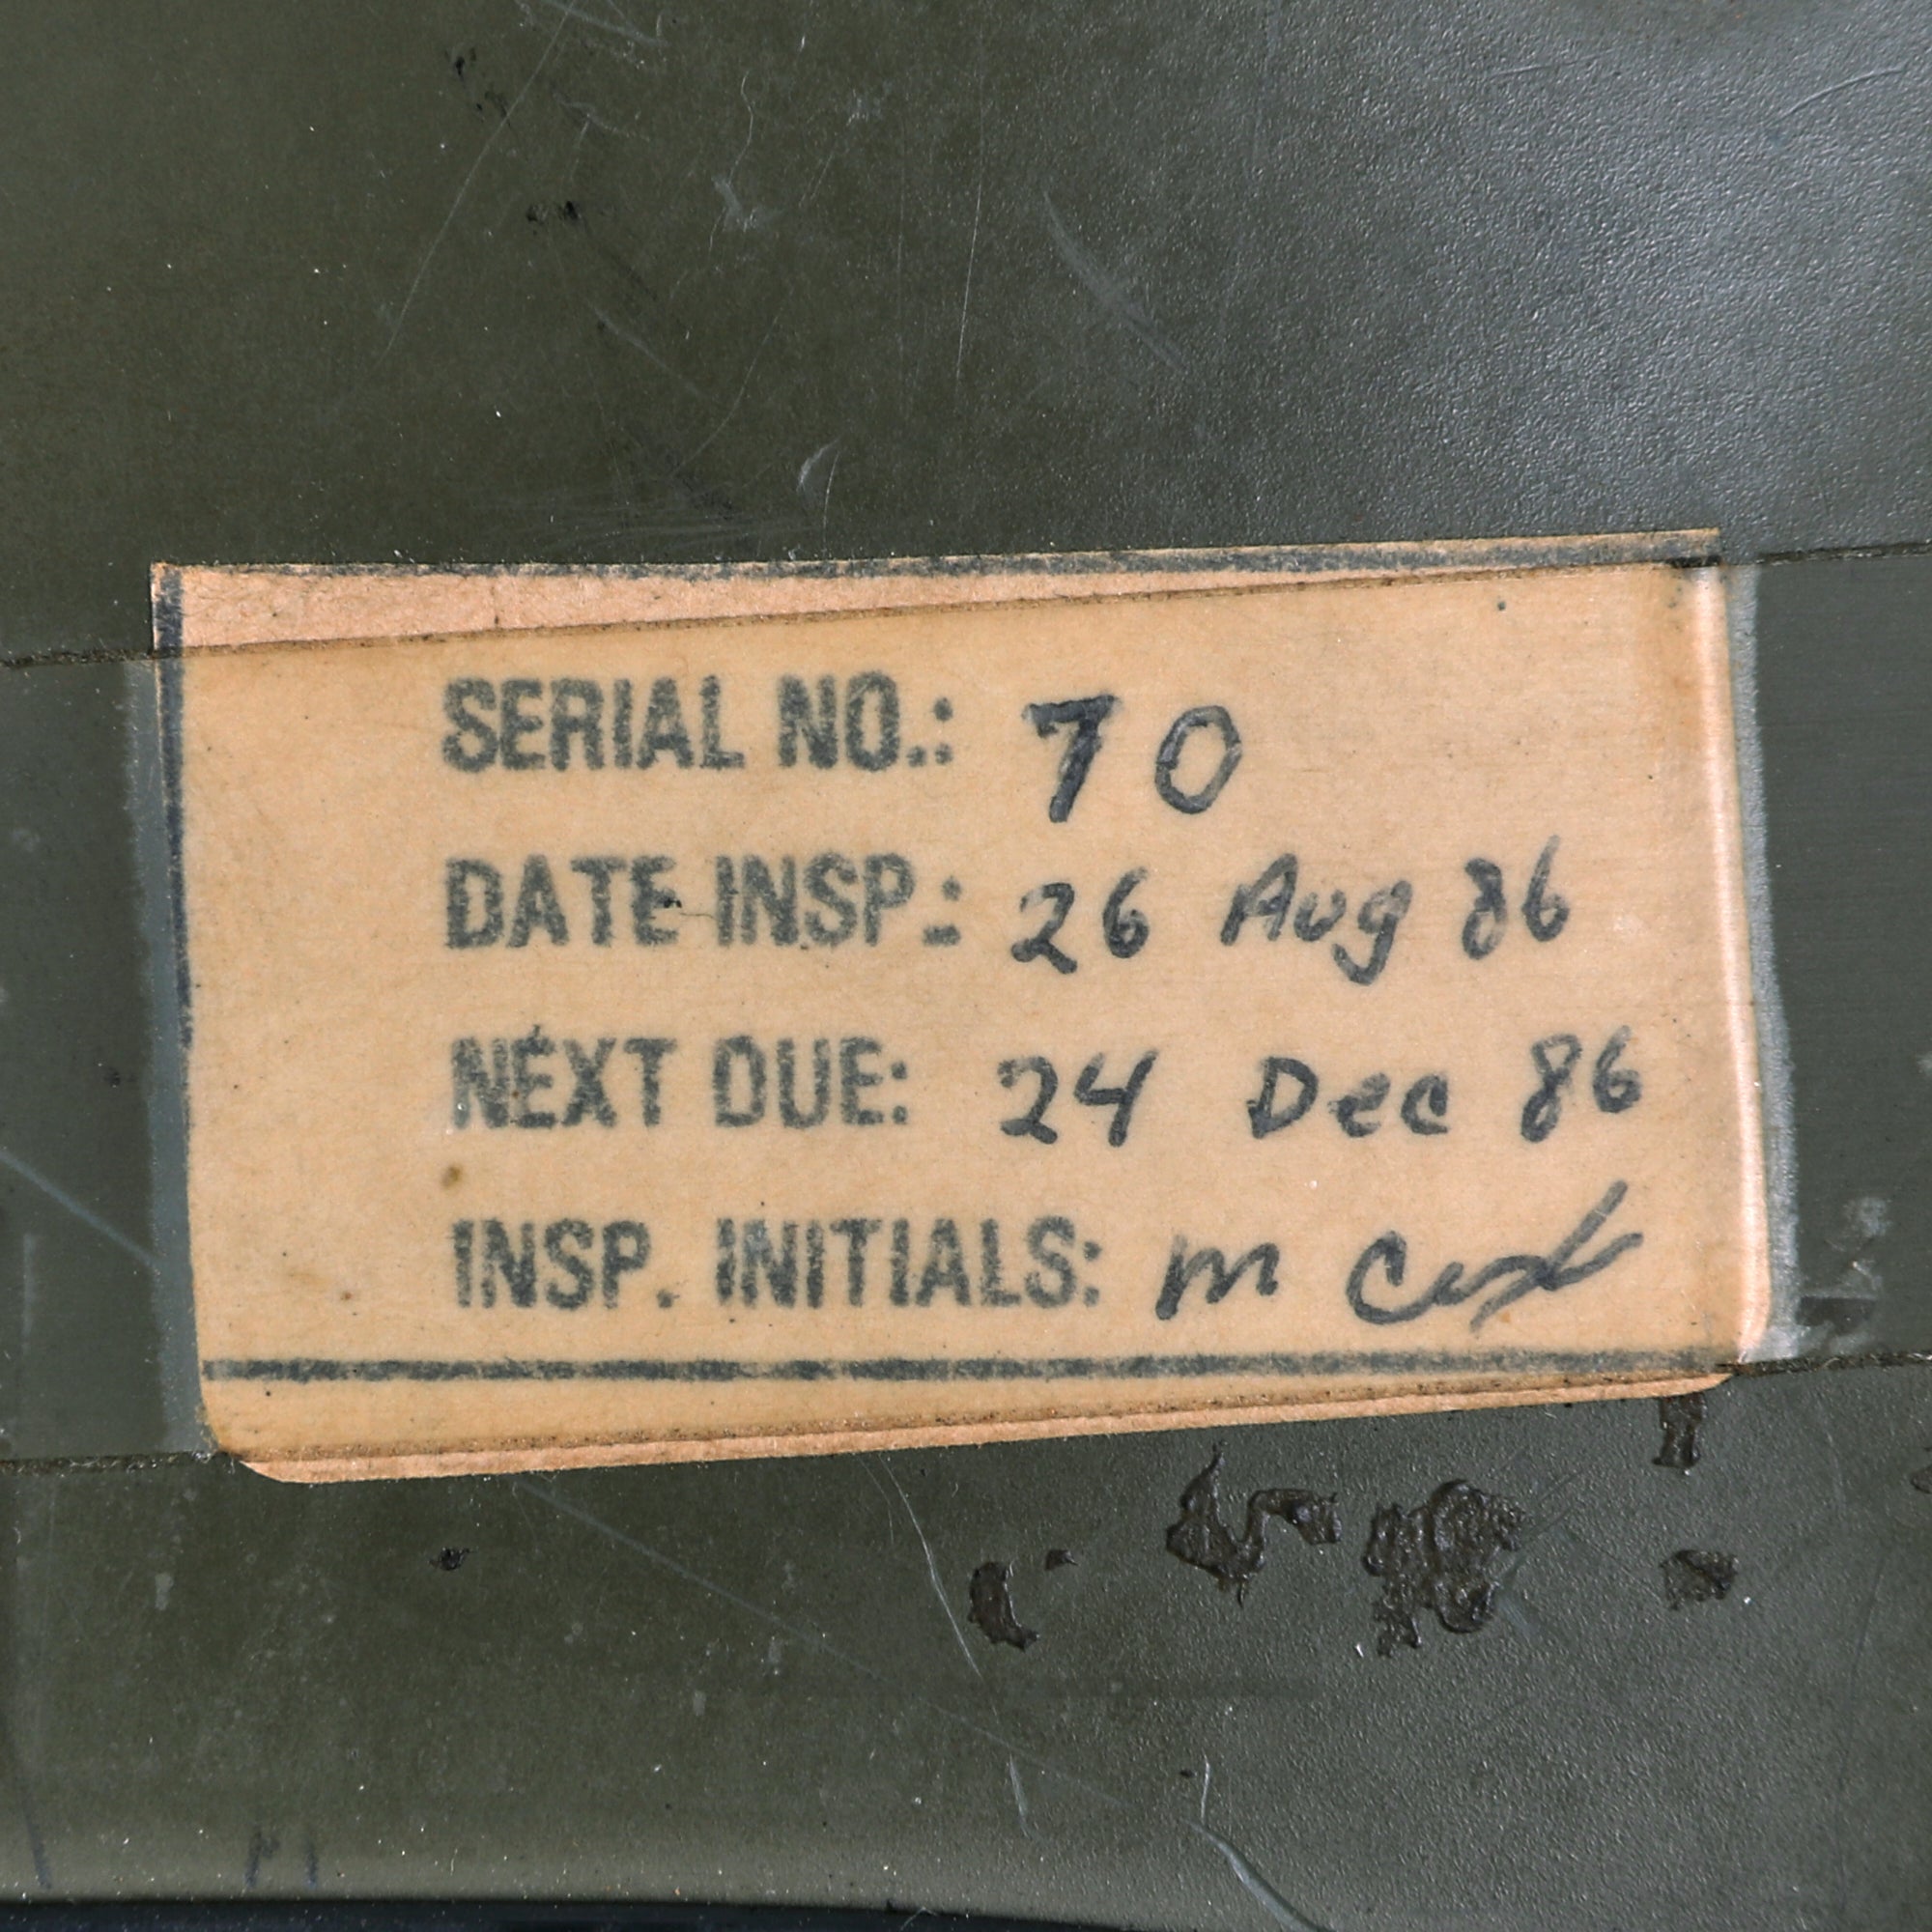 SERIAL NO.: 70
DATE INSP.: 26 Aug 86
NEXT DUE: 24 Dec 86
INSP. INITIALS: m